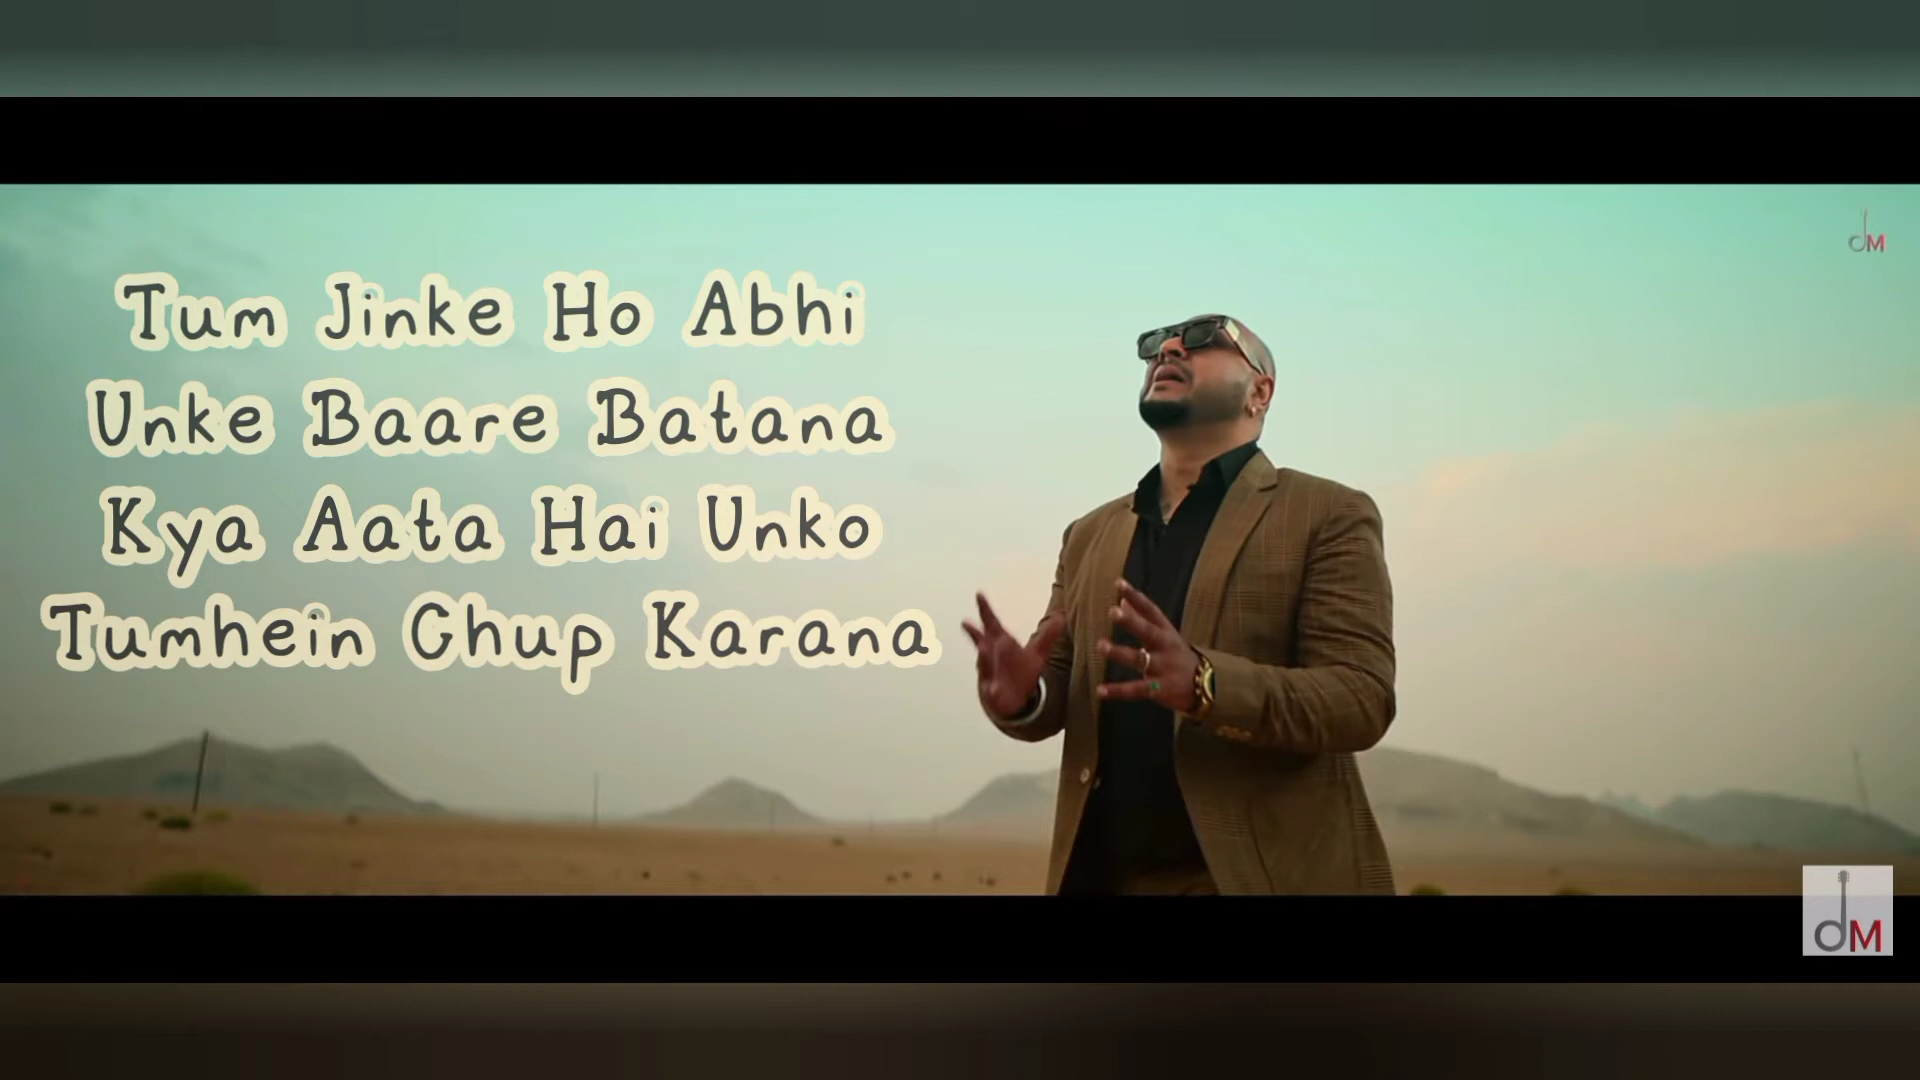 Tum Jinke Ho Abhi
Unke Baare Batana
Kya Aata Hai Unko
Tumhein Chup Karana
dM
dM